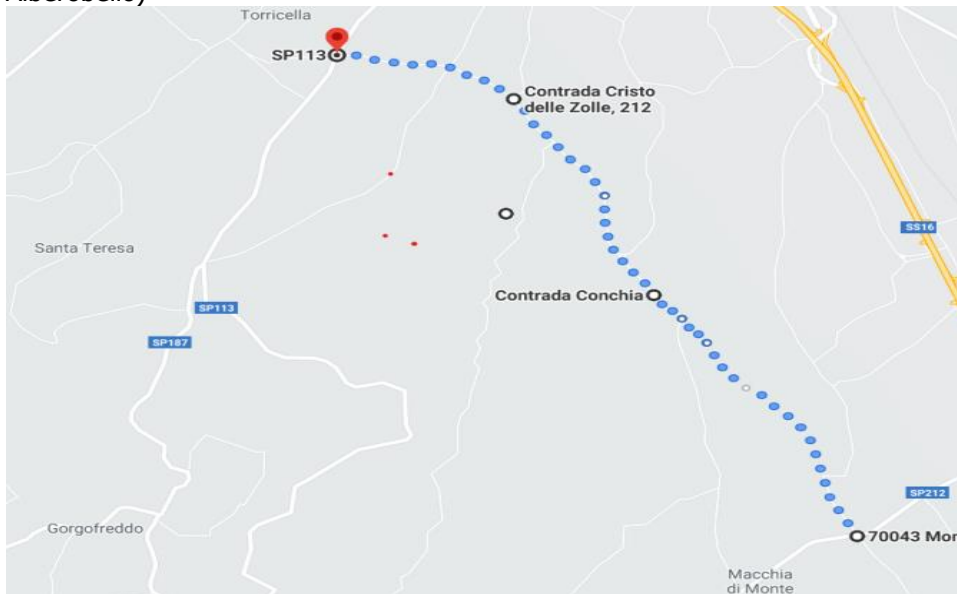 Torricella
SP113
Contrada Cristo
delle Zolle, 212
SS16
Santa Teresa
Contrada Conchia
SP113
SP187
SP212
Gorgofreddo
70043 Mon
Macchia
di Monte